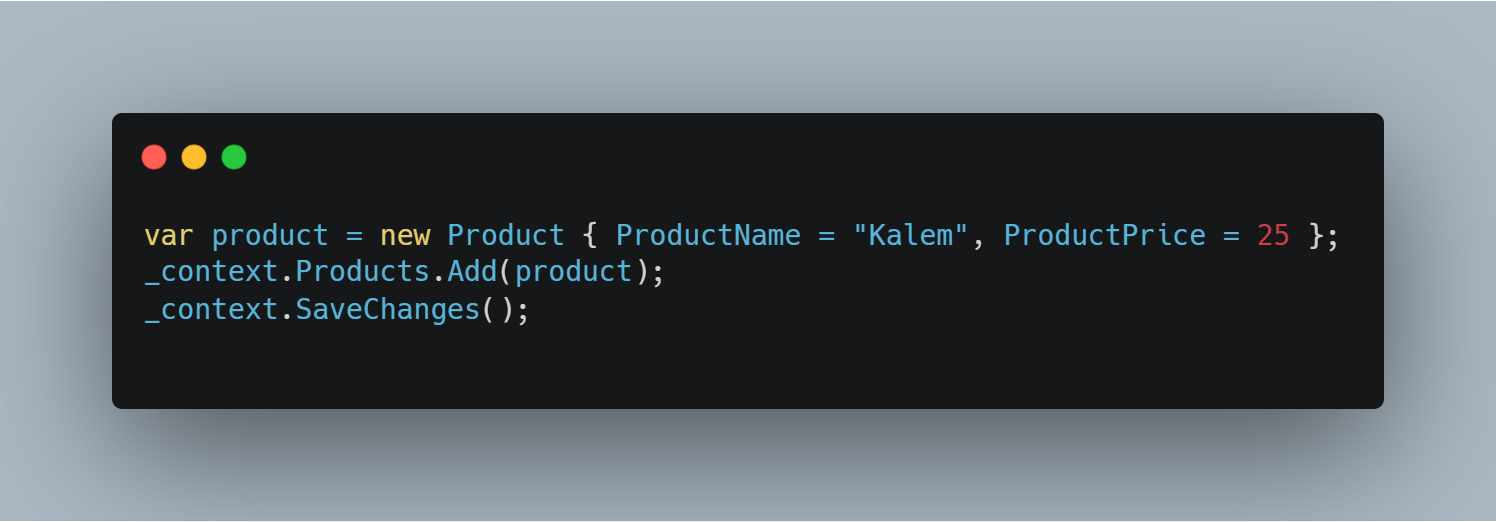 var product = new Product { ProductName = "Kalem", ProductPrice = 25 };
_context.Products.Add(product);
_context.SaveChanges();